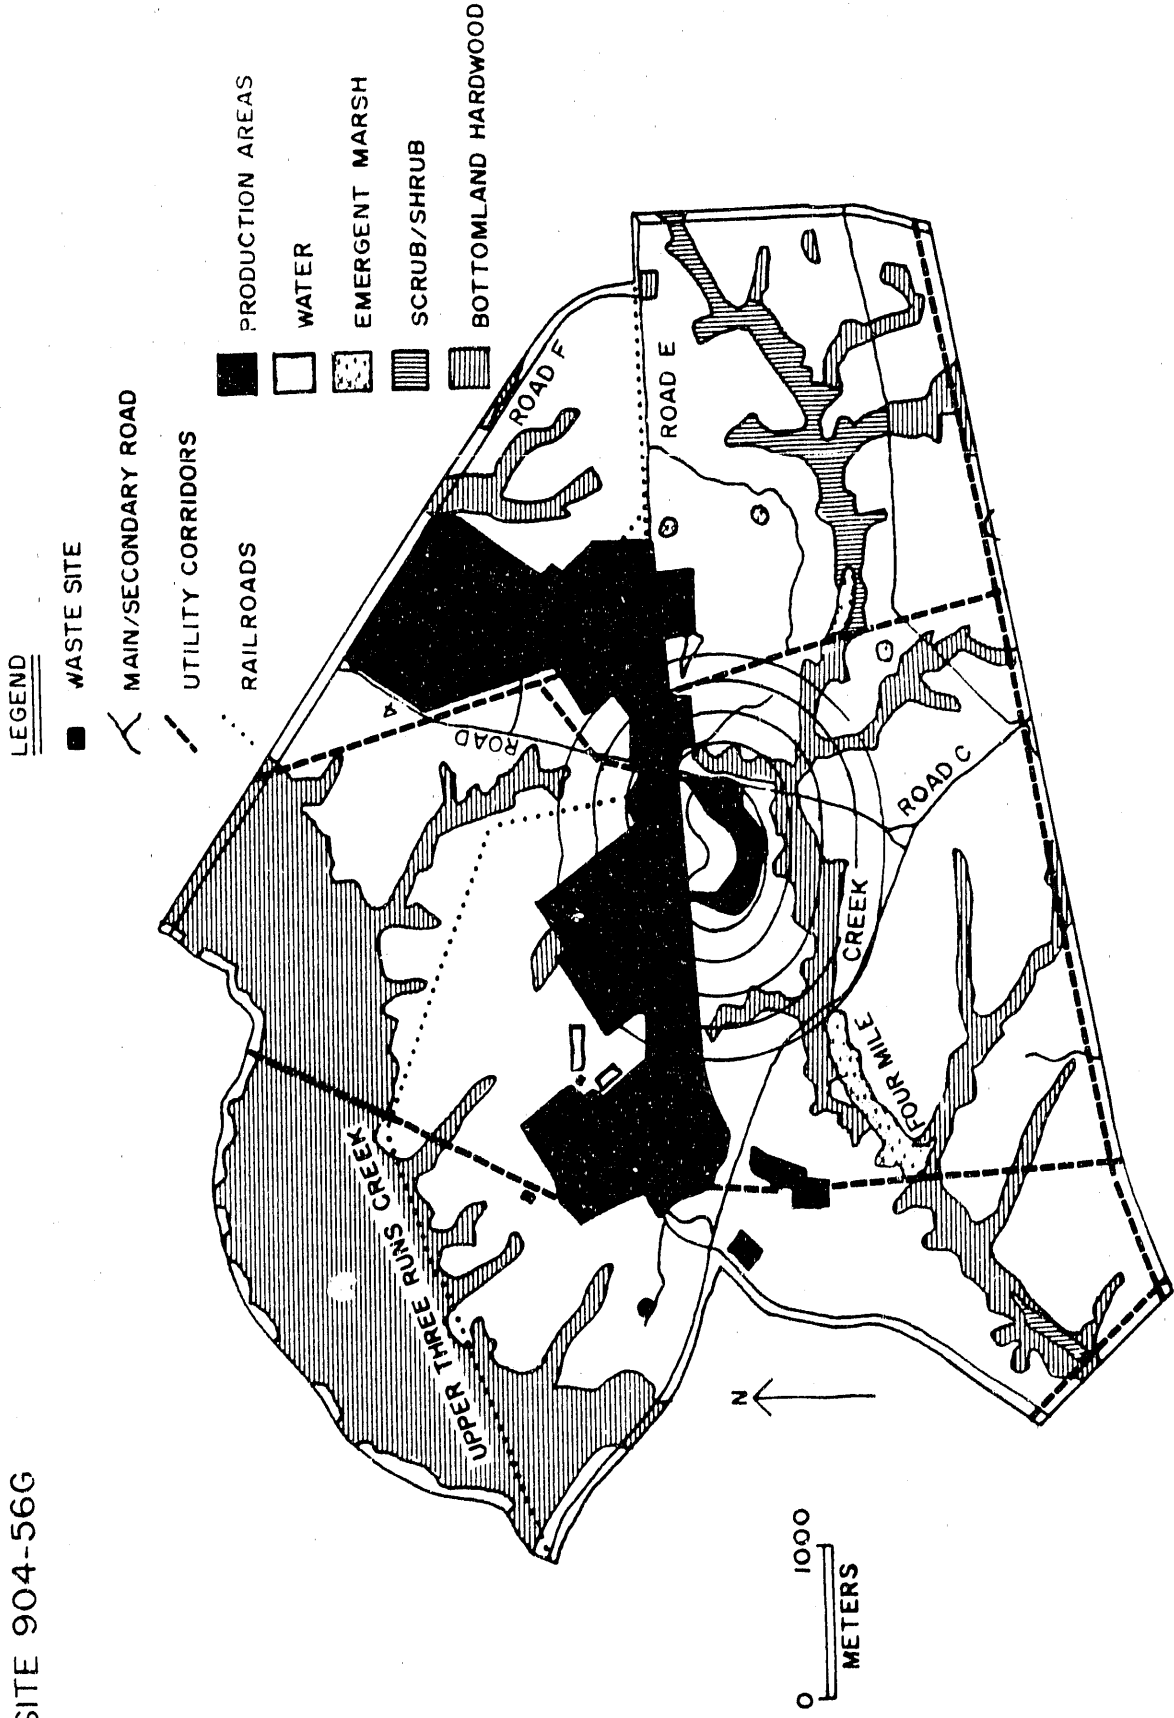 SITE 904-56G
LEGEND
WASTE SITE
MAIN/SECONDARY ROAD
UTILITY CORRIDORS
RAILROADS
PRODUCTION AREAS
WATER
EMERGENT MARSH
SCRUB/SHRUB
BOTTOMLAND HARDWOOD
ROAD F
ROAD E
ROAD
4
UPPER THREE RUNS CREEK
FOUR MILE
CREEK
ROAD C
N
0 1000
METERS